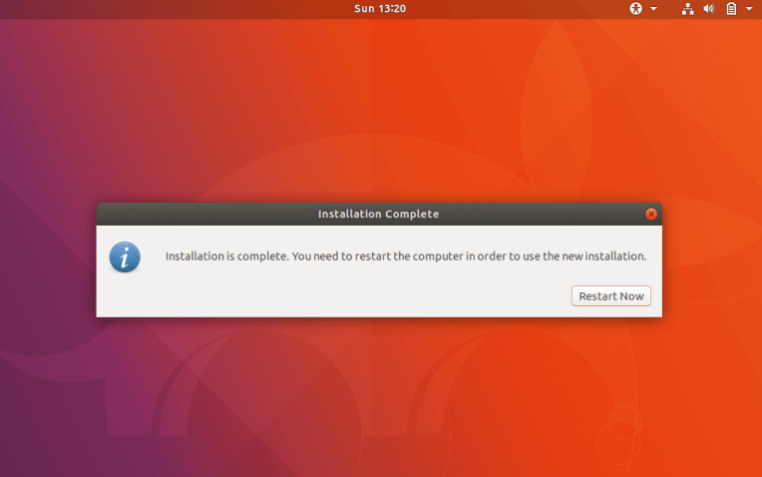 Sun 13:20
Installation Complete
Installation is complete. You need to restart the computer in order to use the new installation.
Restart Now